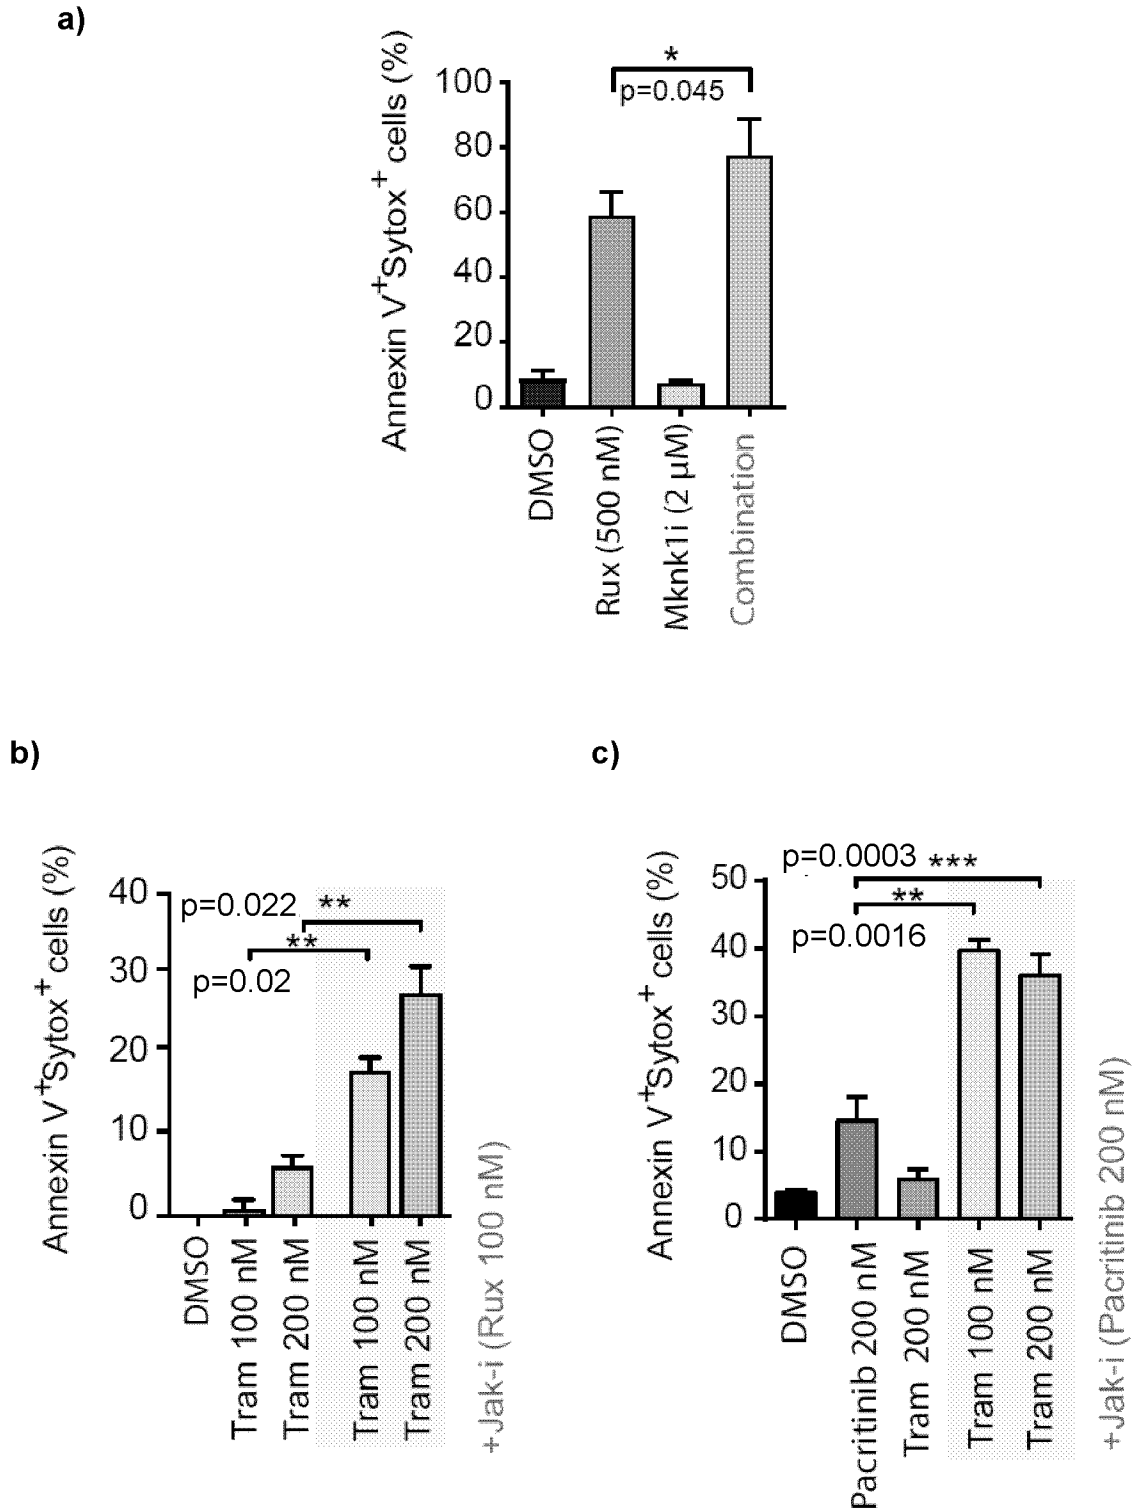 a)
Annexin V+Sytox+ cells (%)
100
80
60
40
20
0
*
p=0.045
DMSO
Rux (500 nM)
Mknk1i (2 µM)
Combination
b)
Annexin V+Sytox+ cells (%)
40
30
20
10
0
p=0.022
**
**
p=0.02
DMSO
Tram 100 nM
Tram 200 nM
Tram 100 nM
Tram 200 nM
+Jak-i (Rux 100 nM)
c)
Annexin V+Sytox+ cells (%)
50
40
30
20
10
0
p=0.0003
***
**
p=0.0016
DMSO
Pacritinib 200 nM
Tram 200 nM
Tram 100 nM
Tram 200 nM
+Jak-i (Pacritinib 200 nM)